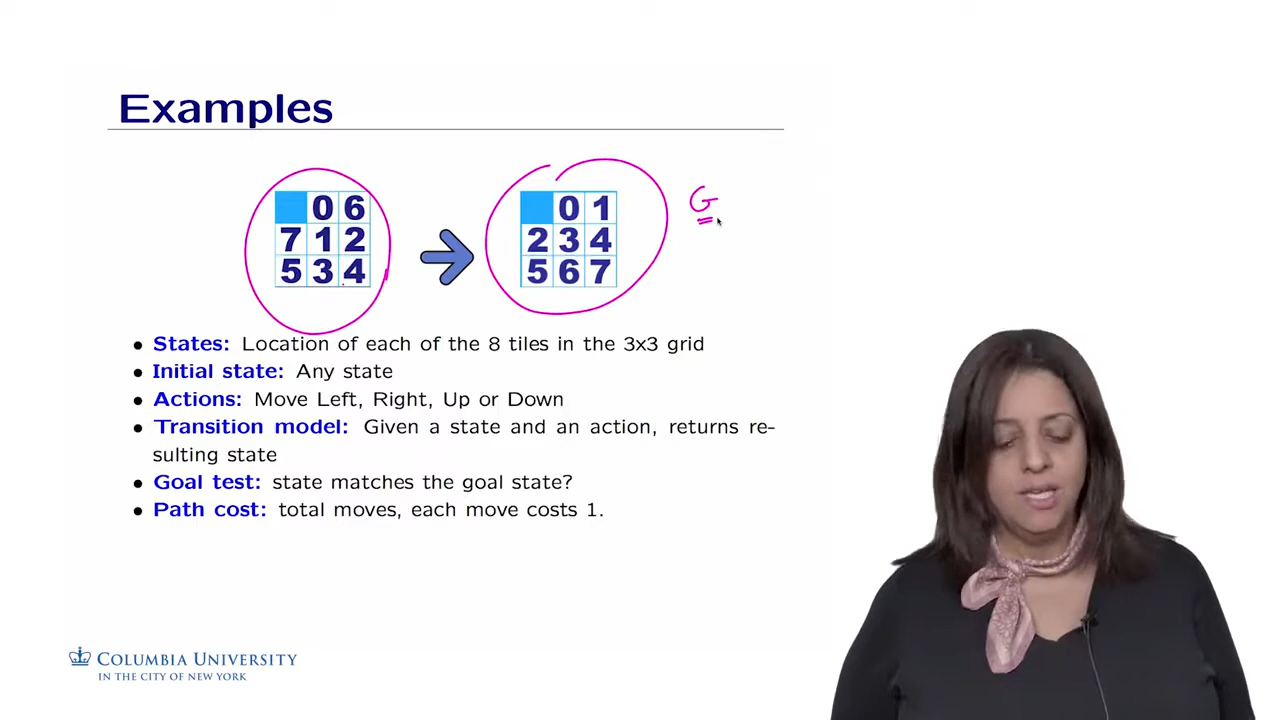 Examples
0 6
7 1 2
5 3 4
0 1
2 3 4
5 6 7
G
• States: Location of each of the 8 tiles in the 3x3 grid
• Initial state: Any state
• Actions: Move Left, Right, Up or Down
• Transition model: Given a state and an action, returns re-
sulting state
• Goal test: state matches the goal state?
• Path cost: total moves, each move costs 1.
COLUMBIA UNIVERSITY
IN THE CITY OF NEW YORK